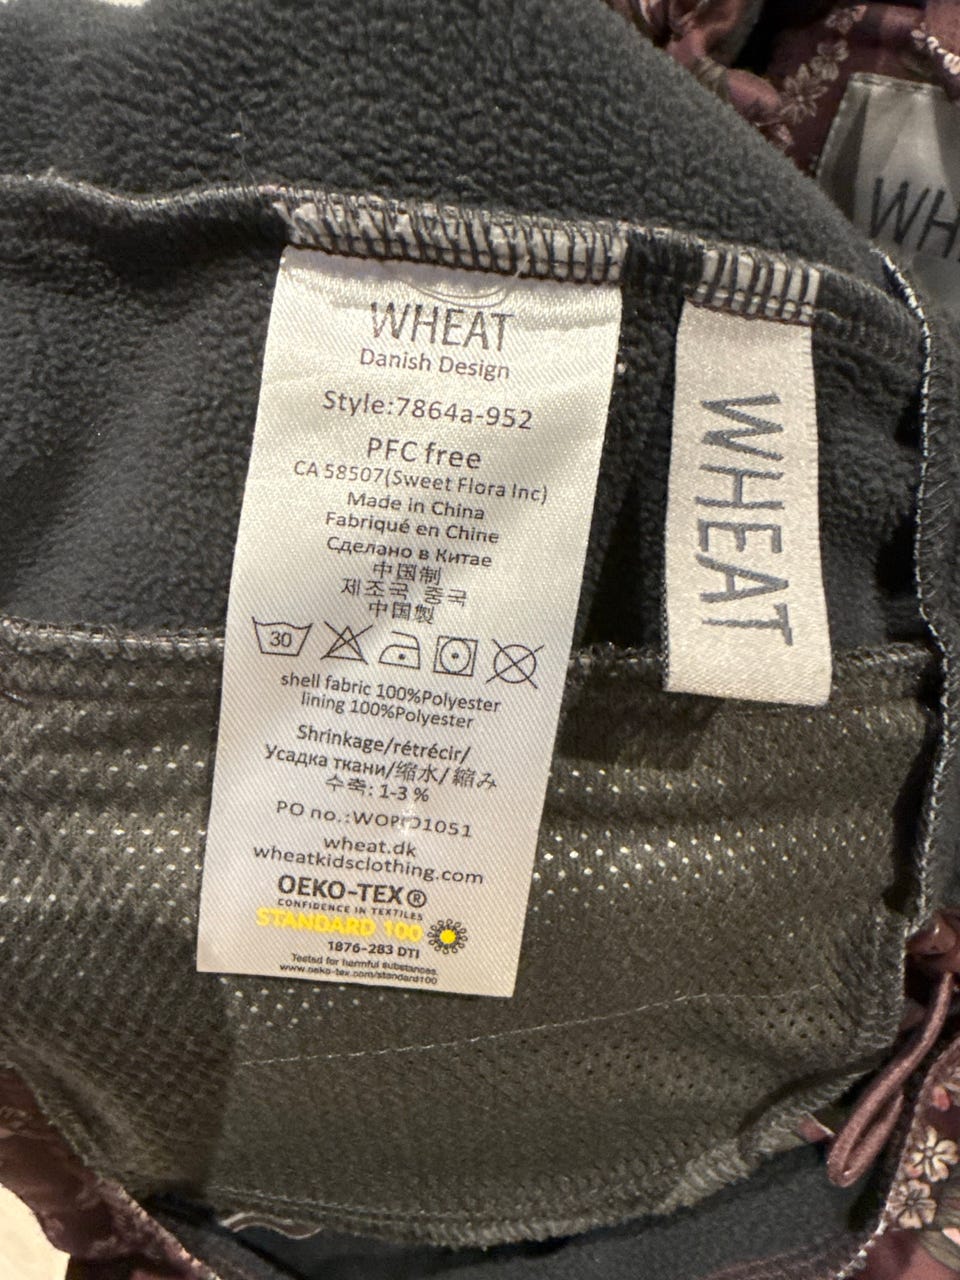 WHEAT
Danish Design
Style:7864a-952
PFC free
CA 58507(Sweet Flora Inc)
Made in China
Fabriqué en Chine
Сделано в Китае
中国制
제조국 중국
中国製
30
shell fabric 100%Polyester
lining 100%Polyester
Shrinkage/rétrécir/
Усадка ткани/缩水/縮み
수축: 1-3 %
PO no.:
wheat.dk
wheatkidsclothing.com
OEKO-TEX®
CONFIDENCE IN TEXTILES
STANDARD 100
1876-283 DTI
Tested for harmful substances.
www.oeko-tex.com/standard100
WHEAT